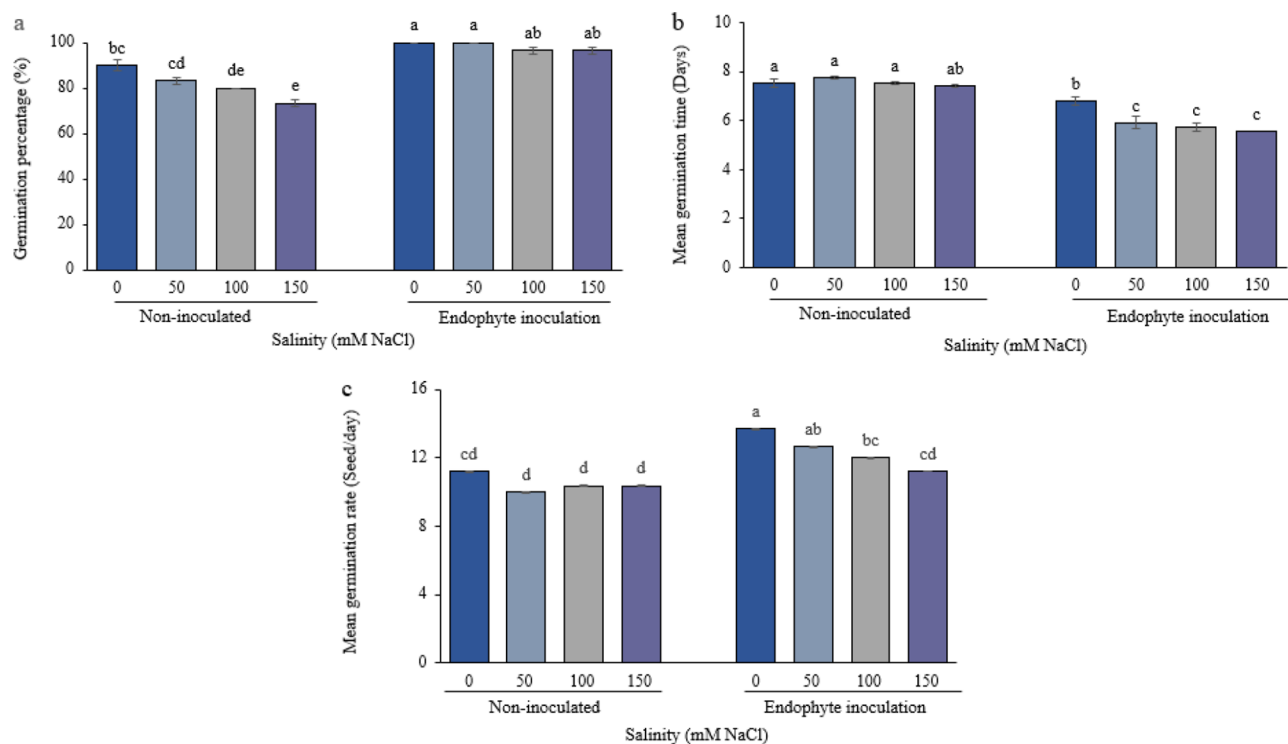 a
Germination percentage (%)
100
80
60
40
20
0
bc
cd
de
e
a
a
ab
ab
0 50 100 150 0 50 100 150
Non-inoculated Endophyte inoculation
Salinity (mM NaCl)
b
Mean germination time (Days)
10
8
6
4
2
0
a
a
a
ab
b
c
c
c
0 50 100 150 0 50 100 150
Non-inoculated Endophyte inoculation
Salinity (mM NaCl)
c
Mean germination rate (Seed/day)
16
12
8
4
0
cd
d
d
d
a
ab
bc
cd
0 50 100 150 0 50 100 150
Non-inoculated Endophyte inoculation
Salinity (mM NaCl)